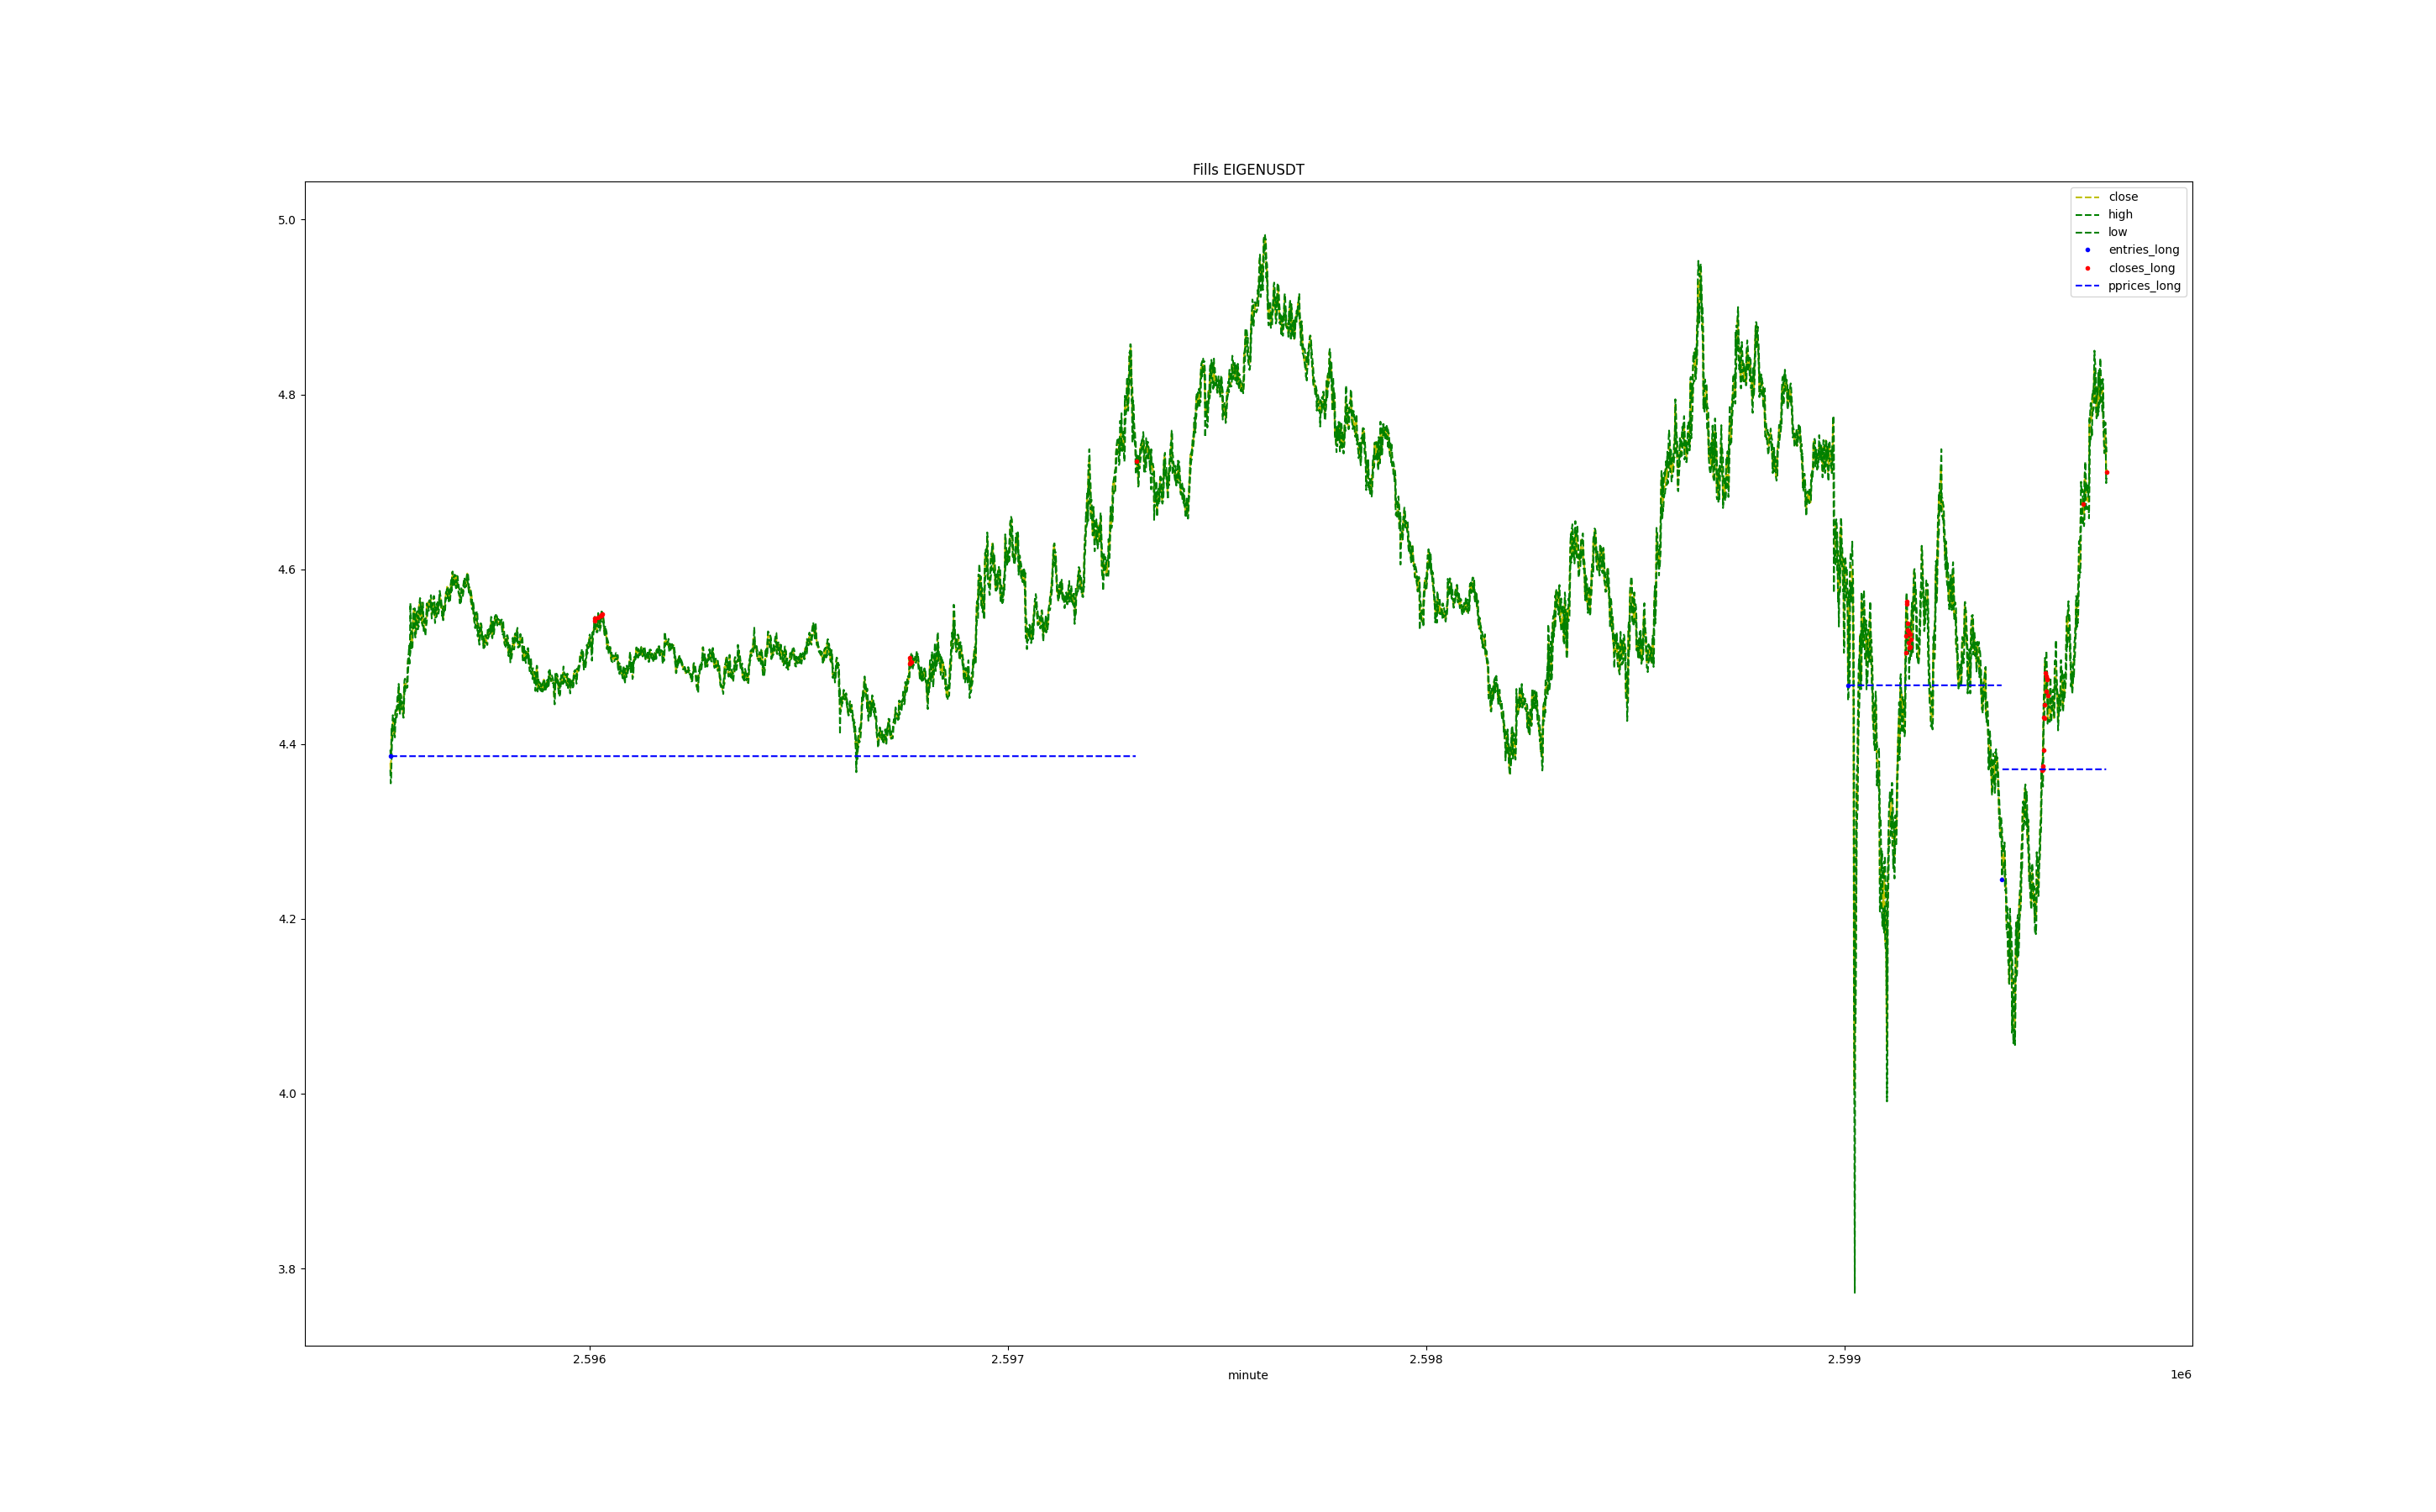 Fills EIGENUSDT
close
high
low
entries_long
closes_long
pprices_long
5.0
4.8
4.6
4.4
4.2
4.0
3.8
2.596 2.597 2.598 2.599
minute 1e6